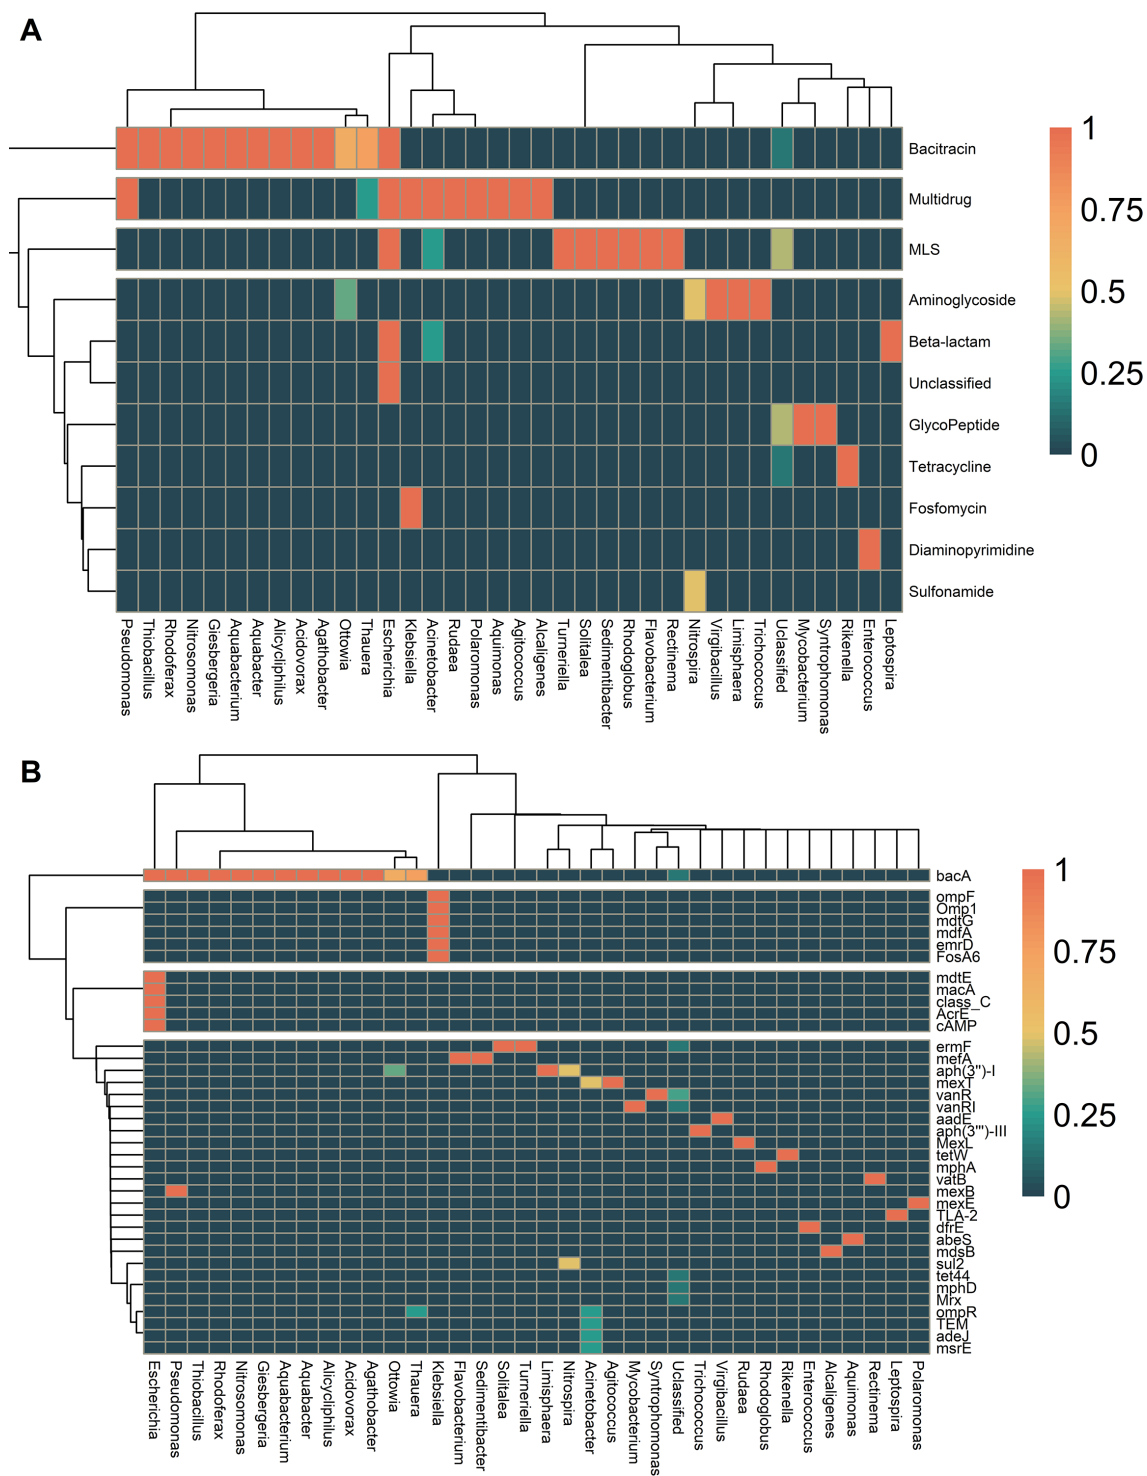 A
Bacitracin
Multidrug
MLS
Aminoglycoside
Beta-lactam
Unclassified
GlycoPeptide
Tetracycline
Fosfomycin
Diaminopyrimidine
Sulfonamide
1
0.75
0.5
0.25
0
Pseudomonas
Thiobacillus
Rhodoferax
Nitrosomonas
Giesbergeria
Aquabacterium
Aquabacter
Alicycliphilus
Acidovorax
Agathobacter
Ottowia
Thauera
Escherichia
Klebsiella
Acinetobacter
Rudaea
Polaromonas
Aquimonas
Agitococcus
Alcaligenes
Turneriella
Solitalea
Sedimentibacter
Rhodoglobus
Flavobacterium
Rectinema
Nitrospira
Virgibacillus
Limisphaera
Trichococcus
Uclassified
Mycobacterium
Syntrophomonas
Rikenella
Enterococcus
Leptospira
B
bacA
ompF
Omp1
mdtG
mdfA
emrD
FosA6
mdtE
macA
class_C
AcrE
cAMP
ermF
mefA
aph(3")-I
mexT
vanR
vanRI
aadE
aph(3"')-III
MexL
tetW
mphA
vatB
mexB
mexE
TLA-2
dfrE
abeS
mdsB
sul2
tet44
mphD
Mrx
ompR
TEM
adeJ
msrE
1
0.75
0.5
0.25
0
Escherichia
Pseudomonas
Thiobacillus
Rhodoferax
Nitrosomonas
Giesbergeria
Aquabacterium
Aquabacter
Alicycliphilus
Acidovorax
Agathobacter
Ottowia
Thauera
Klebsiella
Flavobacterium
Sedimentibacter
Solitalea
Turneriella
Limisphaera
Nitrospira
Acinetobacter
Agitococcus
Mycobacterium
Syntrophomonas
Uclassified
Trichococcus
Virgibacillus
Rudaea
Rhodoglobus
Rikenella
Enterococcus
Alcaligenes
Aquimonas
Rectinema
Leptospira
Polaromonas